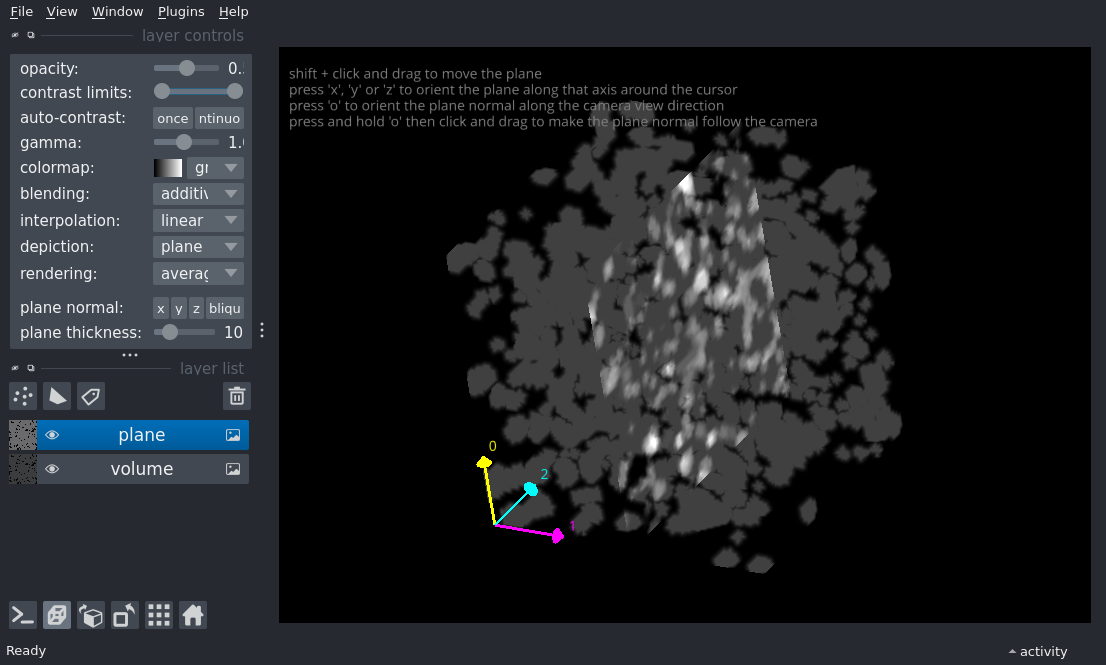 File View Window Plugins Help
layer controls
opacity: 0.
contrast limits:
auto-contrast: once ntinuo
gamma: 1.
colormap: gr
blending: additiv
interpolation: linear
depiction: plane
rendering: averag
plane normal: x y z bliqu
plane thickness: 10
layer list
plane
volume
shift + click and drag to move the plane
press 'x', 'y' or 'z' to orient the plane along that axis around the cursor
press 'o' to orient the plane normal along the camera view direction
press and hold 'o' then click and drag to make the plane normal follow the camera
0
2
1
Ready
activity